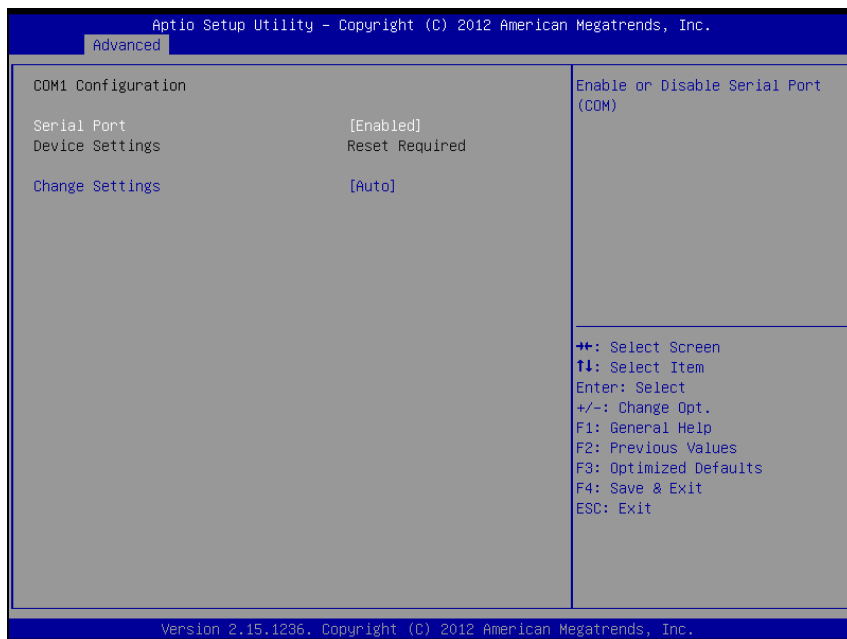 Aptio Setup Utility – Copyright (C) 2012 American Megatrends, Inc.
Advanced
COM1 Configuration
Serial Port [Enabled]
Device Settings Reset Required
Change Settings [Auto]
Enable or Disable Serial Port
(COM)
→←: Select Screen
↑↓: Select Item
Enter: Select
+/-: Change Opt.
F1: General Help
F2: Previous Values
F3: Optimized Defaults
F4: Save & Exit
ESC: Exit
Version 2.15.1236. Copyright (C) 2012 American Megatrends, Inc.